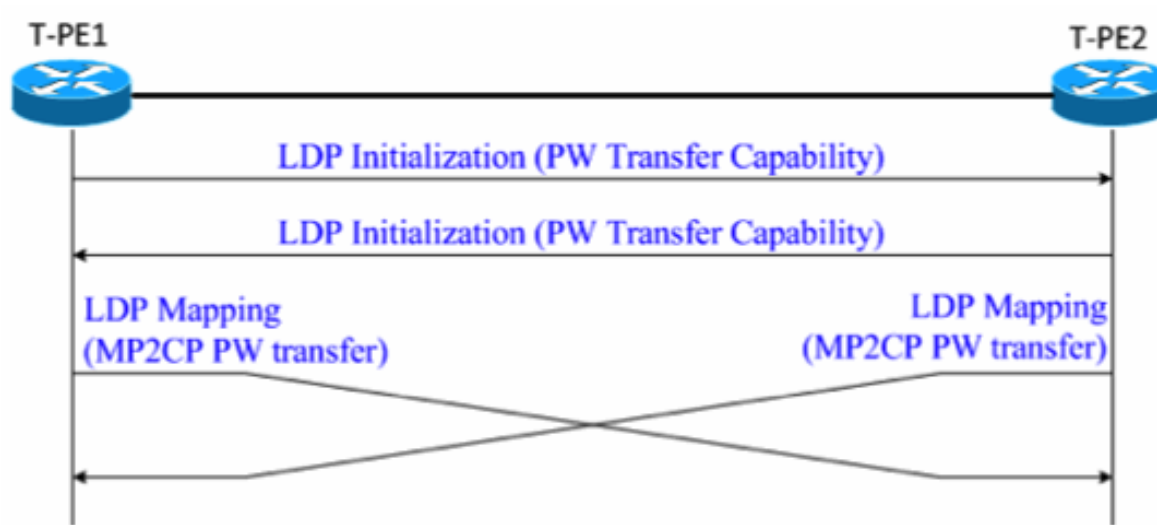 T-PE1
T-PE2
LDP Initialization (PW Transfer Capability)
LDP Initialization (PW Transfer Capability)
LDP Mapping
(MP2CP PW transfer)
LDP Mapping
(MP2CP PW transfer)